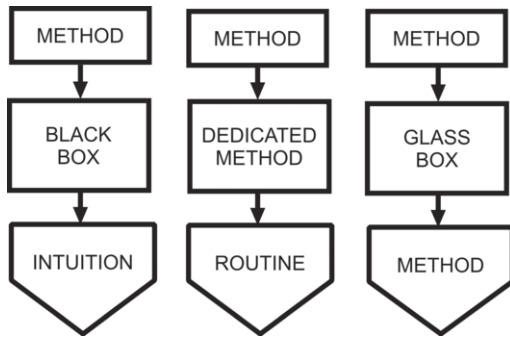 METHOD
BLACK
BOX
INTUITION
METHOD
DEDICATED
METHOD
ROUTINE
METHOD
GLASS
BOX
METHOD